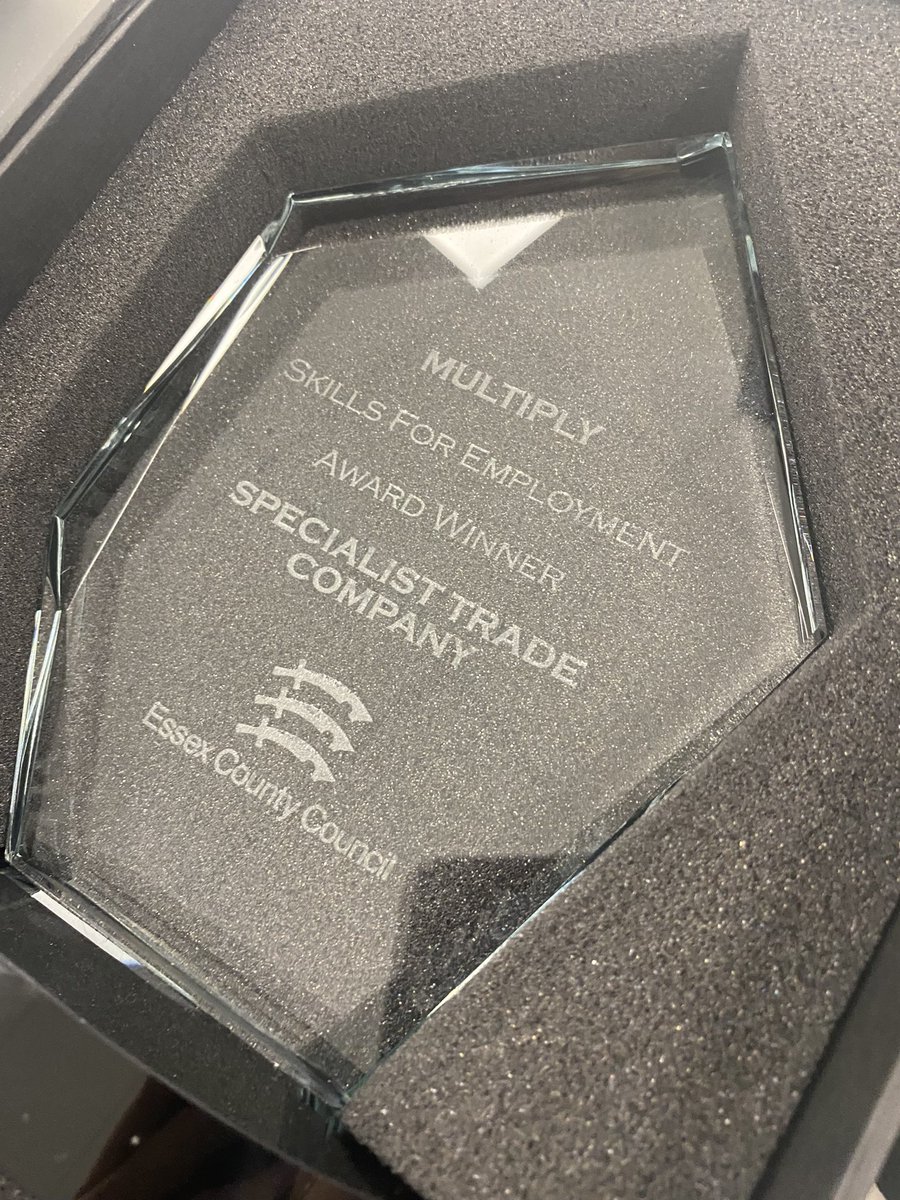 MULTIPLY
Skills For Employment
Award Winner
SPECIALIST TRADE
COMPANY
Essex County Council